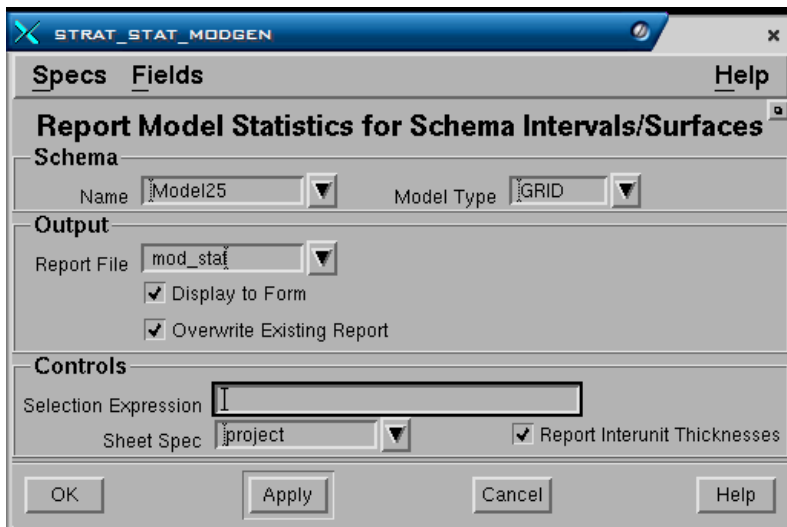 STRAT_STAT_MODGEN
Specs Fields Help
Report Model Statistics for Schema Intervals/Surfaces
Schema
Name Model25 Model Type GRID
Output
Report File mod_stat
Display to Form
Overwrite Existing Report
Controls
Selection Expression
Sheet Spec project Report Interunit Thicknesses
OK Apply Cancel Help